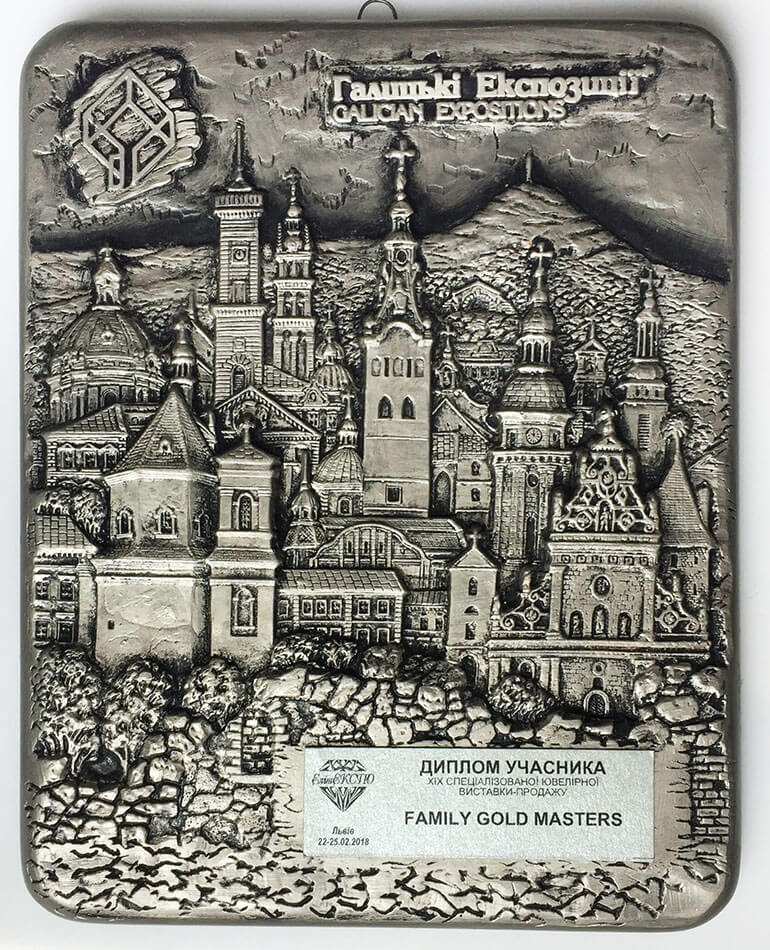 Галицькі Експозиції
GALICIAN EXPOSITIONS
ЕлітЕКСПО
ДИПЛОМ УЧАСНИКА
XIX СПЕЦІАЛІЗОВАНОЇ ЮВЕЛІРНОЇ
ВИСТАВКИ-ПРОДАЖУ
FAMILY GOLD MASTERS
Львів
22-25.02.2018